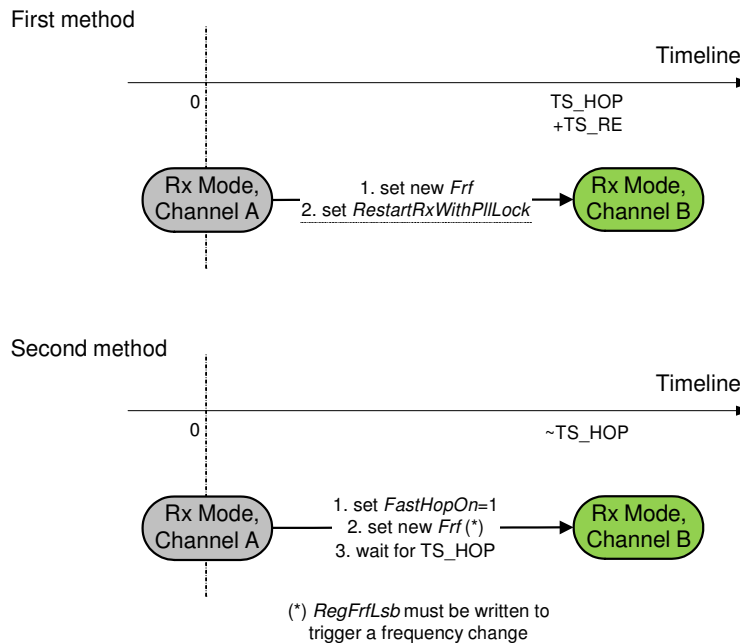 First method
Timeline
0
TS_HOP
+TS_RE
Rx Mode,
Channel A
1. set new Frf
2. set RestartRxWithPllLock
Rx Mode,
Channel B
Second method
Timeline
0
~TS_HOP
Rx Mode,
Channel A
1. set FastHopOn=1
2. set new Frf (*)
3. wait for TS_HOP
Rx Mode,
Channel B
(*) RegFrfLsb must be written to
trigger a frequency change